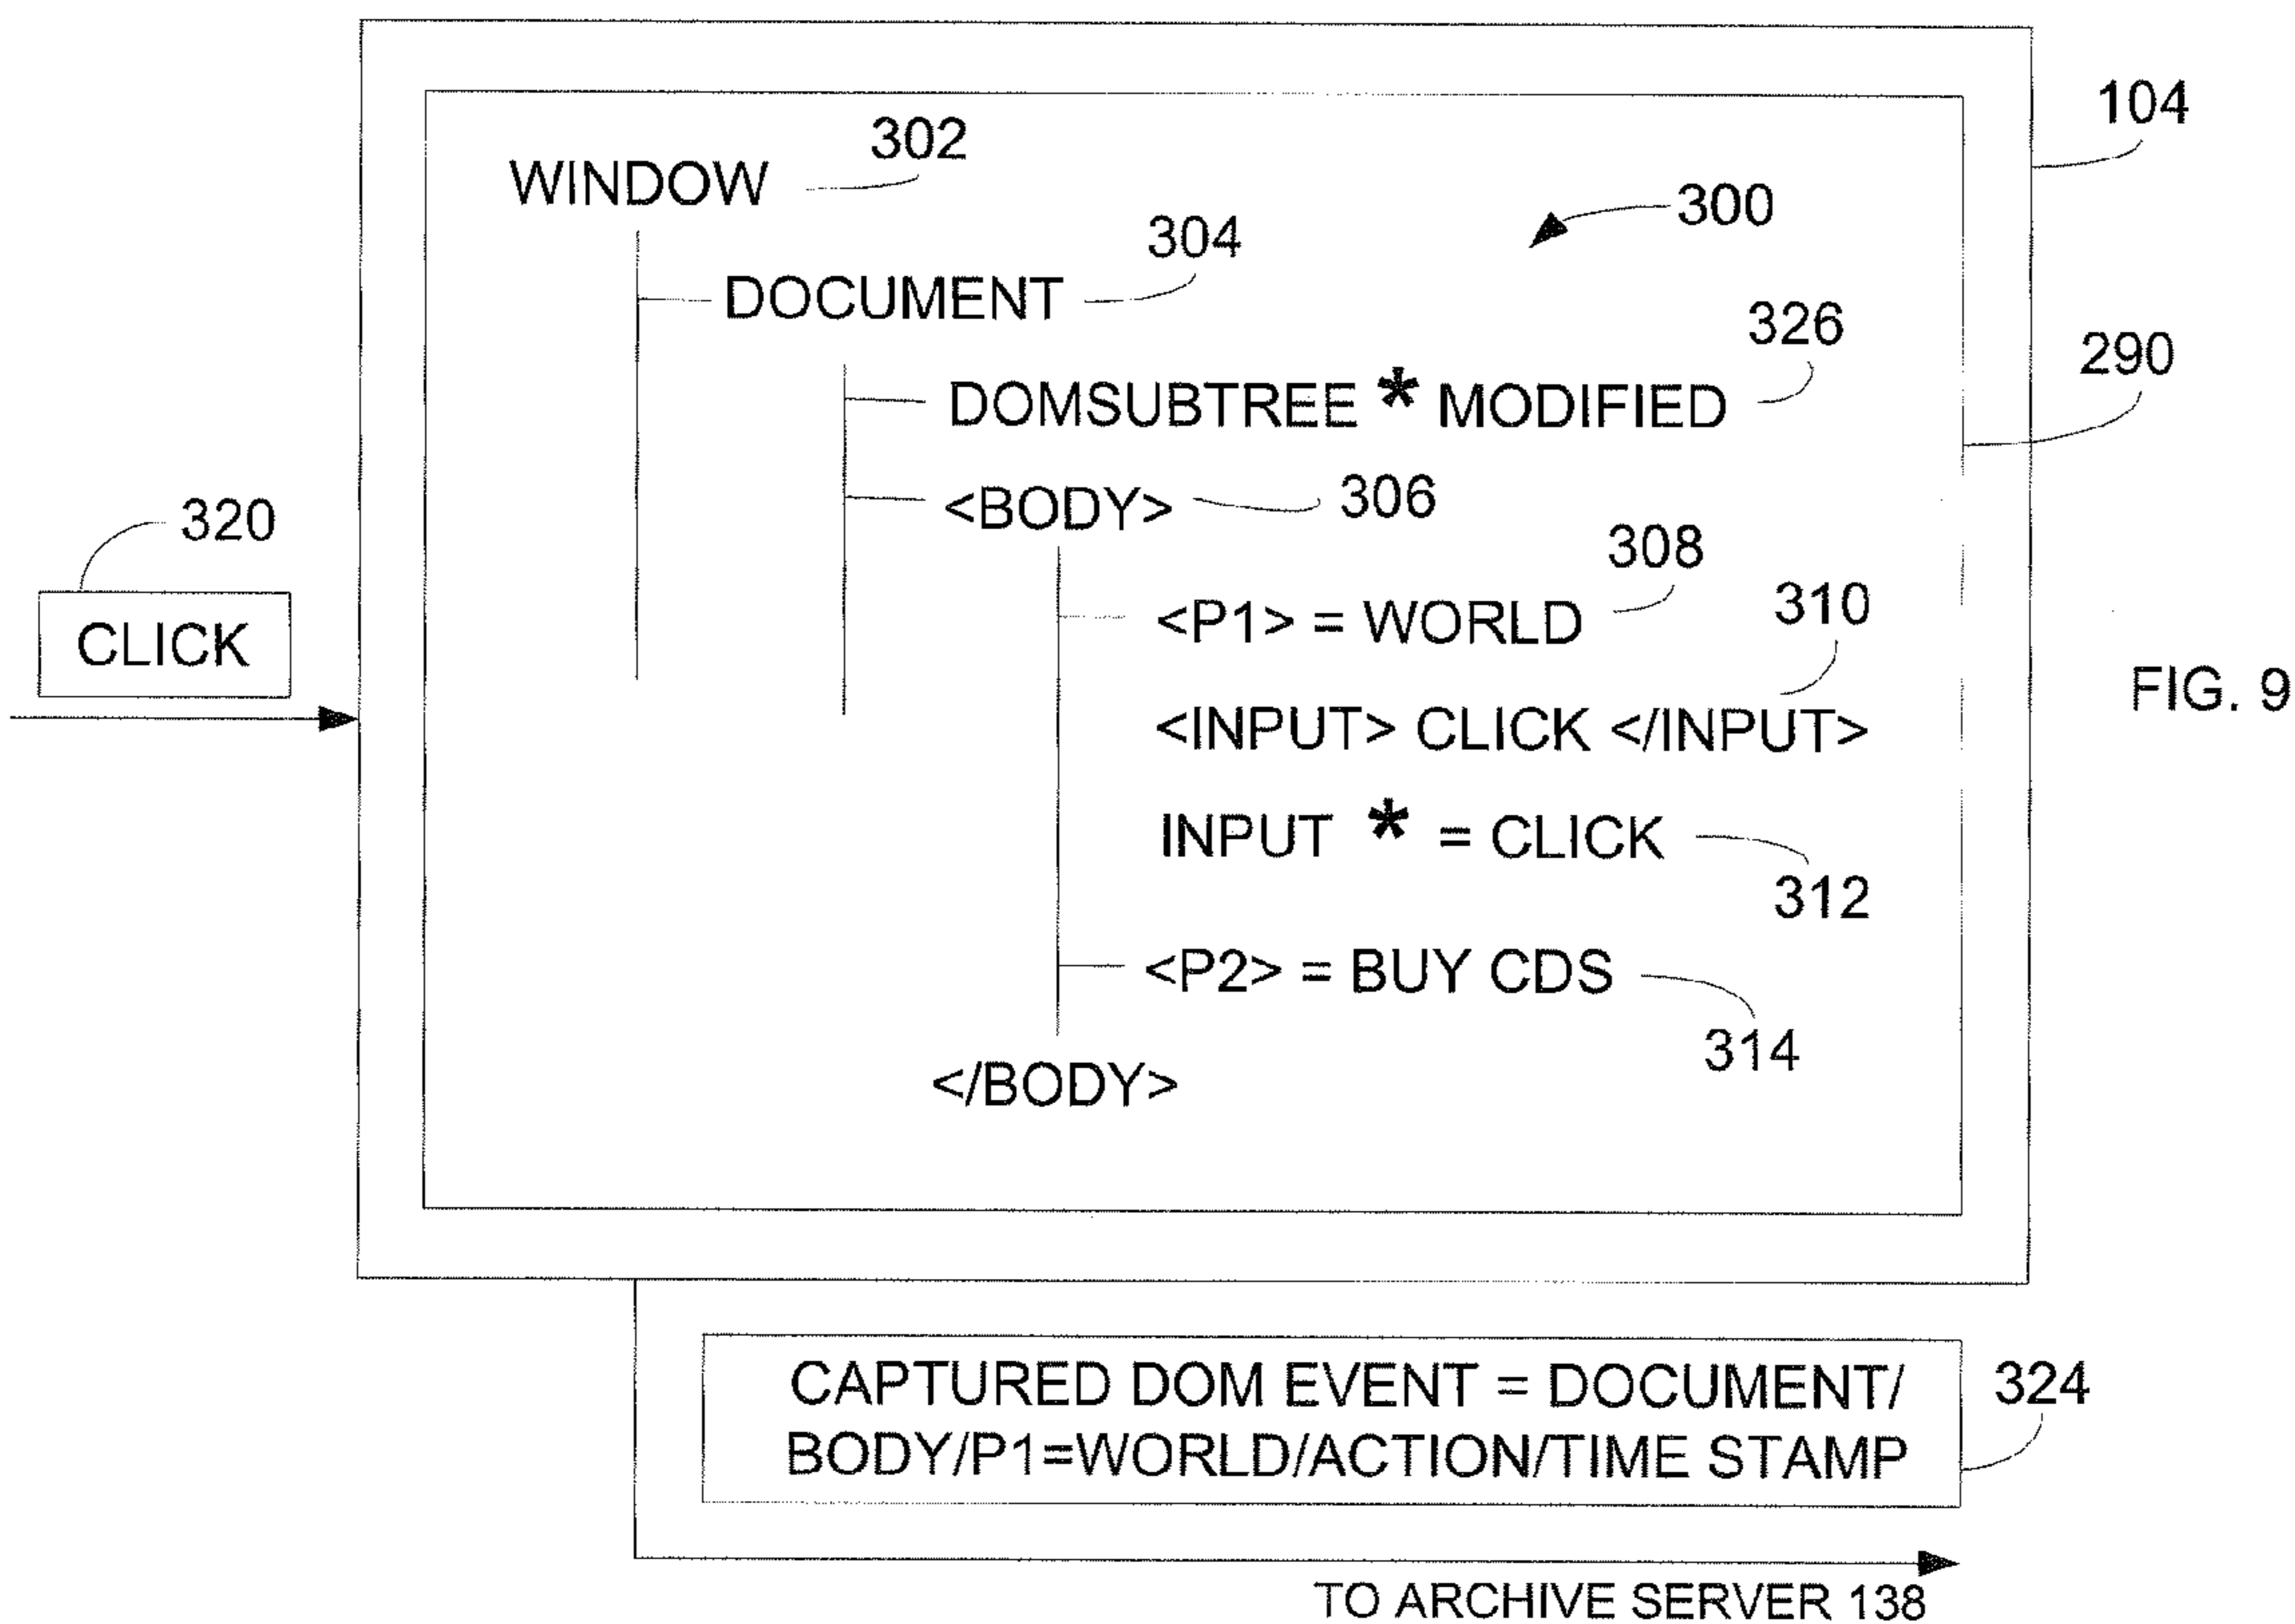 104
302
WINDOW
300
304
DOCUMENT
326
DOMSUBTREE * MODIFIED
290
<BODY>
306
320
308
CLICK
<P1> = WORLD
310
FIG. 9
<INPUT> CLICK </INPUT>
INPUT * = CLICK
312
<P2> = BUY CDS
314
</BODY>
CAPTURED DOM EVENT = DOCUMENT/
BODY/P1=WORLD/ACTION/TIME STAMP
324
TO ARCHIVE SERVER 138